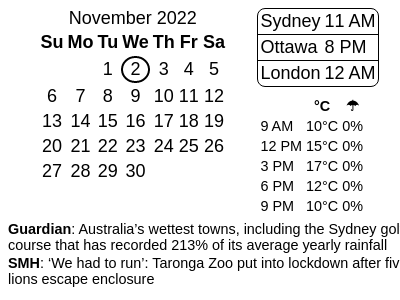 November 2022
Su Mo Tu We Th Fr Sa
1 2 3 4 5
6 7 8 9 10 11 12
13 14 15 16 17 18 19
20 21 22 23 24 25 26
27 28 29 30
Sydney 11 AM
Ottawa 8 PM
London 12 AM
°C ☂
9 AM 10°C 0%
12 PM 15°C 0%
3 PM 17°C 0%
6 PM 12°C 0%
9 PM 10°C 0%
Guardian: Australia’s wettest towns, including the Sydney gol
course that has recorded 213% of its average yearly rainfall
SMH: ‘We had to run’: Taronga Zoo put into lockdown after fiv
lions escape enclosure